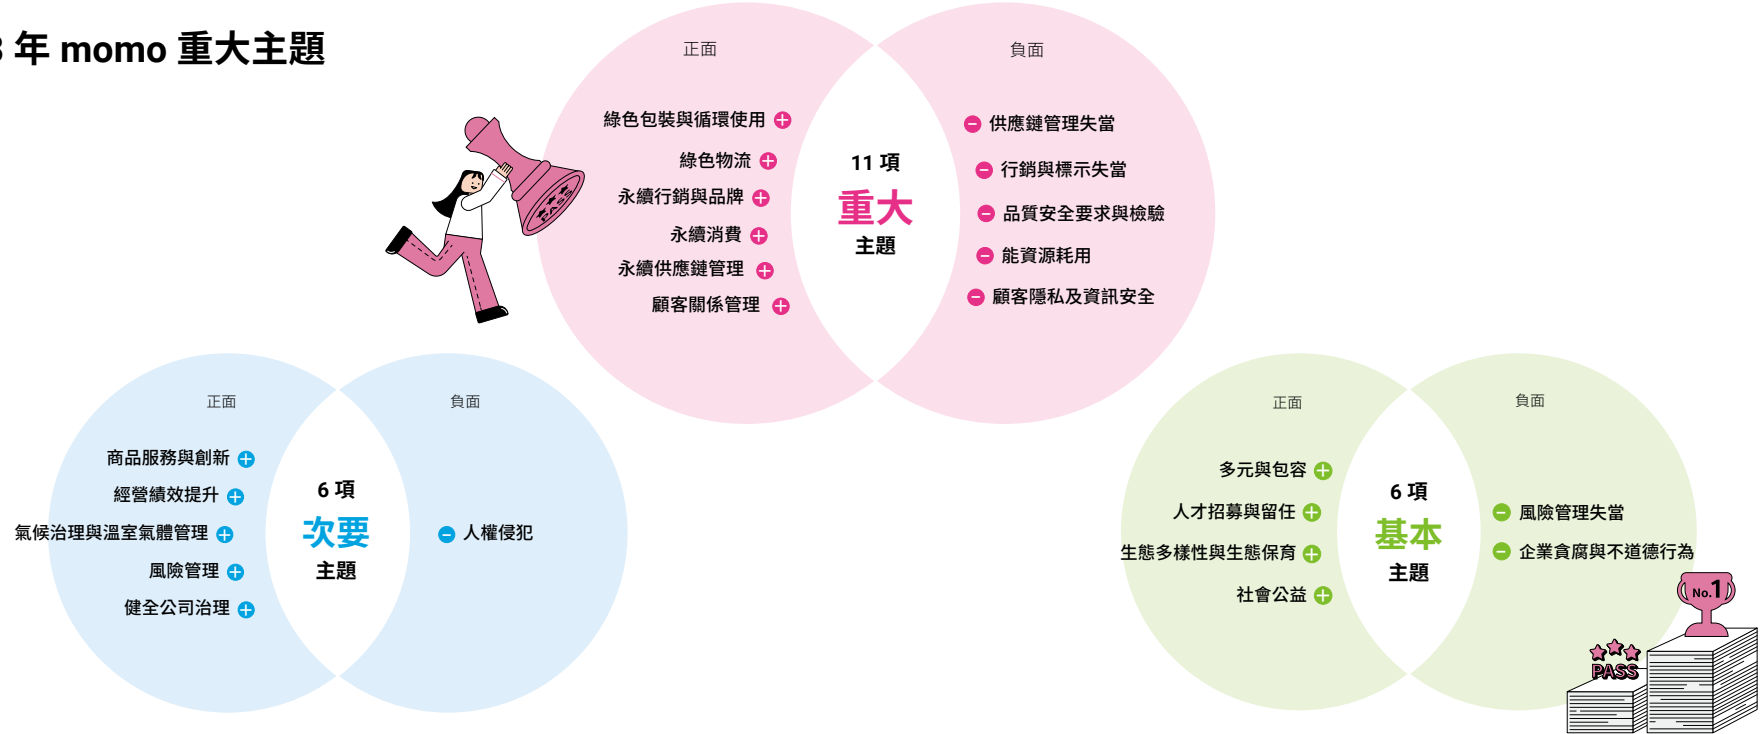 年 momo 重大主題
正面
負面
綠色包裝與循環使用
綠色物流
永續行銷與品牌
永續消費
永續供應鏈管理
顧客關係管理
11 項
重大
主題
供應鏈管理失當
行銷與標示失當
品質安全要求與檢驗
能資源耗用
顧客隱私及資訊安全
PASS
正面
負面
商品服務與創新
經營績效提升
氣候治理與溫室氣體管理
風險管理
健全公司治理
6 項
次要
主題
人權侵犯
正面
負面
多元與包容
人才招募與留任
生態多樣性與生態保育
社會公益
6 項
基本
主題
風險管理失當
企業貪腐與不道德行為
No.1
PASS